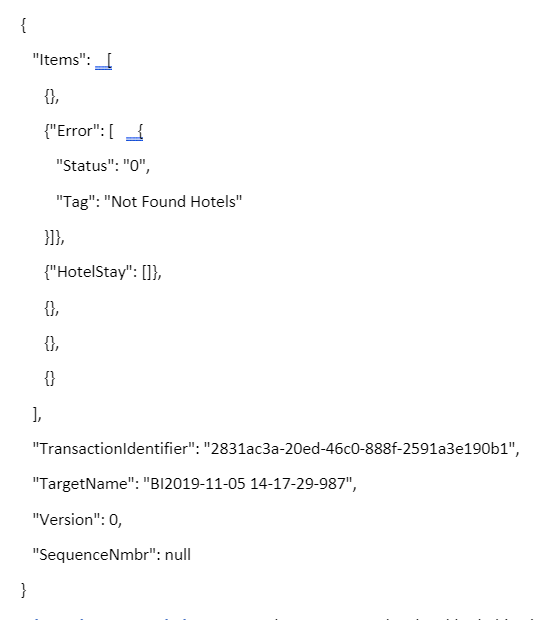 {
"Items": [
{},
{"Error": [ {
"Status": "0",
"Tag": "Not Found Hotels"
}]},
{"HotelStay": []},
{},
{},
{}
],
"TransactionIdentifier": "2831ac3a-20ed-46c0-888f-2591a3e190b1",
"TargetName": "BI2019-11-05 14-17-29-987",
"Version": 0,
"SequenceNmbr": null
}